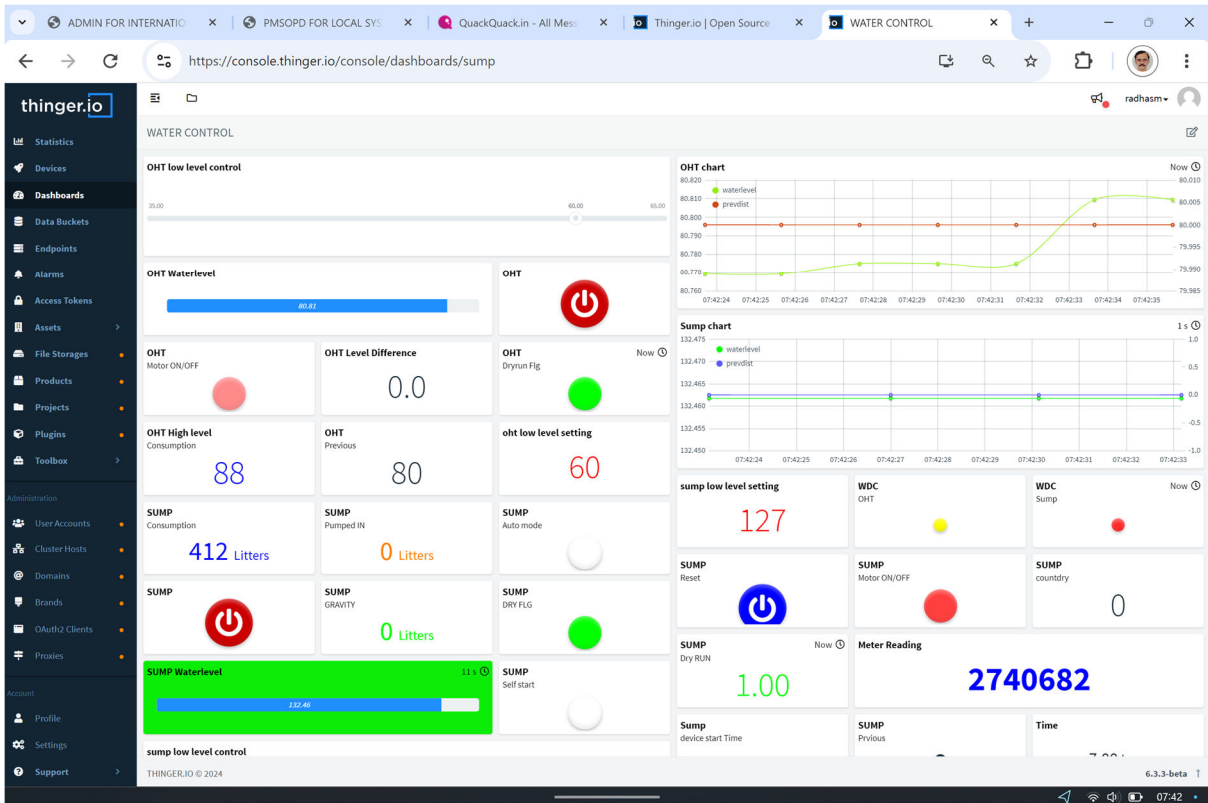 ADMIN FOR INTERNATIO
PMSOPD FOR LOCAL SYS
QuackQuack.in - All Mess
Thinger.io | Open Source
WATER CONTROL
https://console.thinger.io/console/dashboards/sump
thinger.io
radhasm
Statistics
Devices
Dashboards
Data Buckets
Endpoints
Alarms
Access Tokens
Assets
File Storages
Products
Projects
Plugins
Toolbox
Administration
User Accounts
Cluster Hosts
Domains
Brands
OAuth2 Clients
Proxies
Account
Profile
Settings
Support
WATER CONTROL
OHT low level control
35.00 60.00 65.00
OHT Waterlevel
80.81
OHT
OHT
Motor ON/OFF
OHT Level Difference
0.0
OHT Now
Dryrun Flg
OHT High level
Consumption
88
OHT
Previous
80
oht low level setting
60
SUMP
Consumption
412 Litters
SUMP
Pumped IN
0 Litters
SUMP
Auto mode
SUMP
SUMP
GRAVITY
0 Litters
SUMP
DRY FLG
SUMP Waterlevel 11 s
132.46
SUMP
Self start
sump low level control
OHT chart Now
waterlevel
prevdist
80.820
80.810
80.800
80.790
80.780
80.770
80.760
80.010
80.005
80.000
79.995
79.990
79.985
07:42:24 07:42:25 07:42:26 07:42:27 07:42:28 07:42:29 07:42:30 07:42:31 07:42:32 07:42:33 07:42:34 07:42:35
Sump chart 1 s
waterlevel
prevdist
132.475
132.470
132.465
132.460
132.455
132.450
1.0
0.5
0.0
-0.5
-1.0
07:42:24 07:42:25 07:42:26 07:42:27 07:42:28 07:42:29 07:42:30 07:42:31 07:42:32 07:42:33
sump low level setting
127
WDC
OHT
WDC Now
Sump
SUMP
Reset
SUMP
Motor ON/OFF
SUMP
countdry
0
SUMP Now
Dry RUN
1.00
Meter Reading
2740682
Sump
device start Time
SUMP
Prvious
Time
THINGER.IO © 2024
6.3.3-beta
07:42